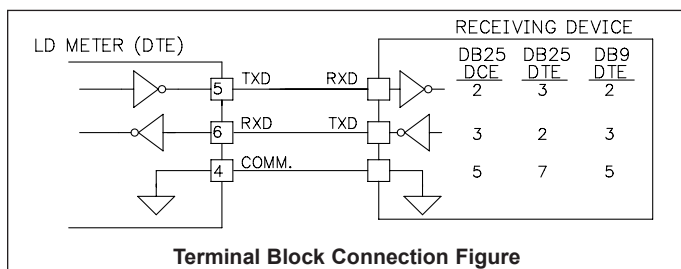 RECEIVING DEVICE
LD METER (DTE)
DB25 DB25 DB9
DCE DTE DTE
5 TXD RXD 2 3 2
6 RXD TXD 3 2 3
4 COMM. 5 7 5
Terminal Block Connection Figure